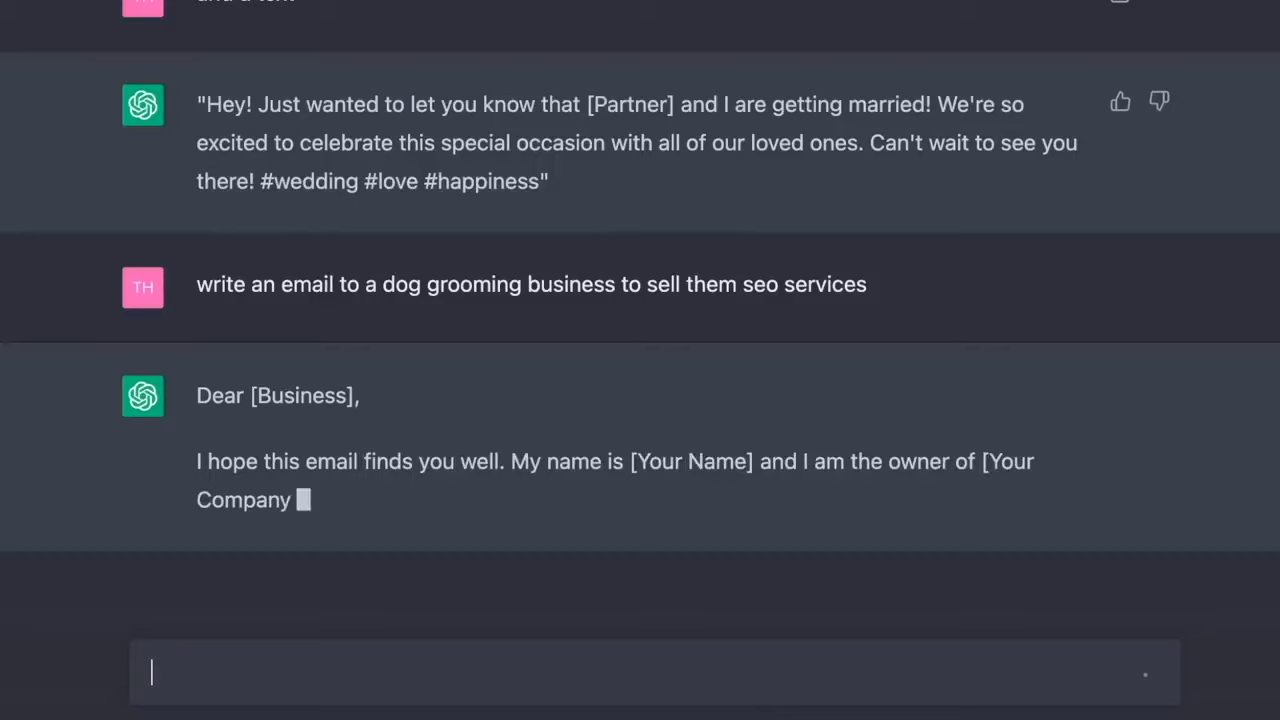 TH
"Hey! Just wanted to let you know that [Partner] and I are getting married! We're so
excited to celebrate this special occasion with all of our loved ones. Can't wait to see you
there! #wedding #love #happiness"
TH
write an email to a dog grooming business to sell them seo services
Dear [Business],
I hope this email finds you well. My name is [Your Name] and I am the owner of [Your
Company